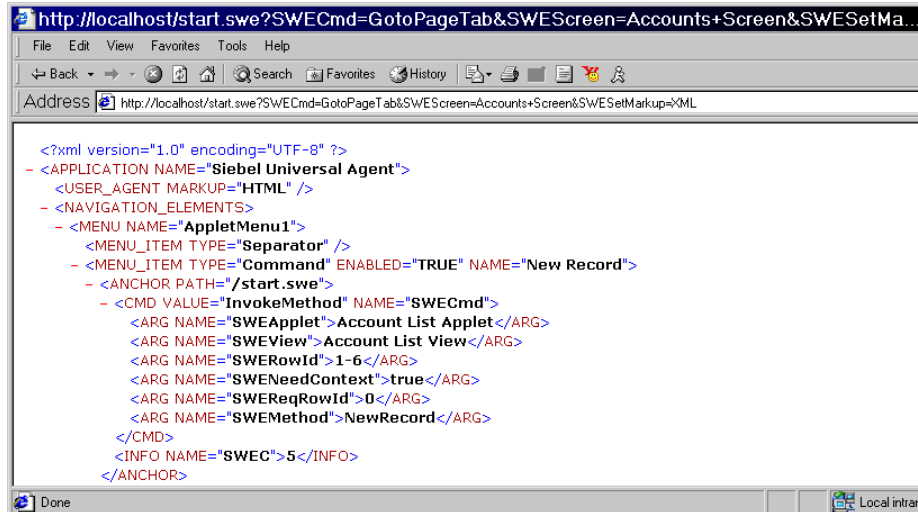 http://localhost/start.swe?SWECmd=GotoPageTab&SWEScreen=Accounts+Screen&SWESetMa...
File Edit View Favorites Tools Help
Back Search Favorites History
Address http://localhost/start.swe?SWECmd=GotoPageTab&SWEScreen=Accounts+Screen&SWESetMarkup=XML
<?xml version="1.0" encoding="UTF-8" ?>
- <APPLICATION NAME="Siebel Universal Agent">
<USER_AGENT MARKUP="HTML" />
- <NAVIGATION_ELEMENTS>
- <MENU NAME="AppletMenu1">
<MENU_ITEM TYPE="Separator" />
- <MENU_ITEM TYPE="Command" ENABLED="TRUE" NAME="New Record">
- <ANCHOR PATH="/start.swe">
- <CMD VALUE="InvokeMethod" NAME="SWECmd">
<ARG NAME="SWEApplet">Account List Applet</ARG>
<ARG NAME="SWEView">Account List View</ARG>
<ARG NAME="SWERowId">1-6</ARG>
<ARG NAME="SWENeedContext">true</ARG>
<ARG NAME="SWEReqRowId">0</ARG>
<ARG NAME="SWEMethod">NewRecord</ARG>
</CMD>
<INFO NAME="SWEC">5</INFO>
</ANCHOR>
Done Local intran